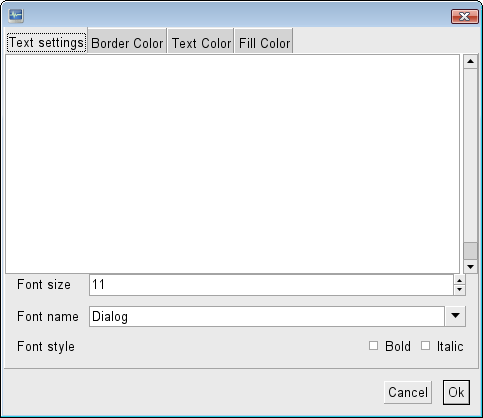 Text settings Border Color Text Color Fill Color
Font size 11
Font name Dialog
Font style Bold Italic
Cancel Ok